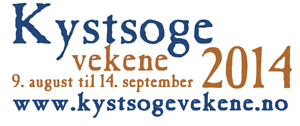 Kystsoge
vekene 2014
9. august til 14. september
www.kystsogevekene.no